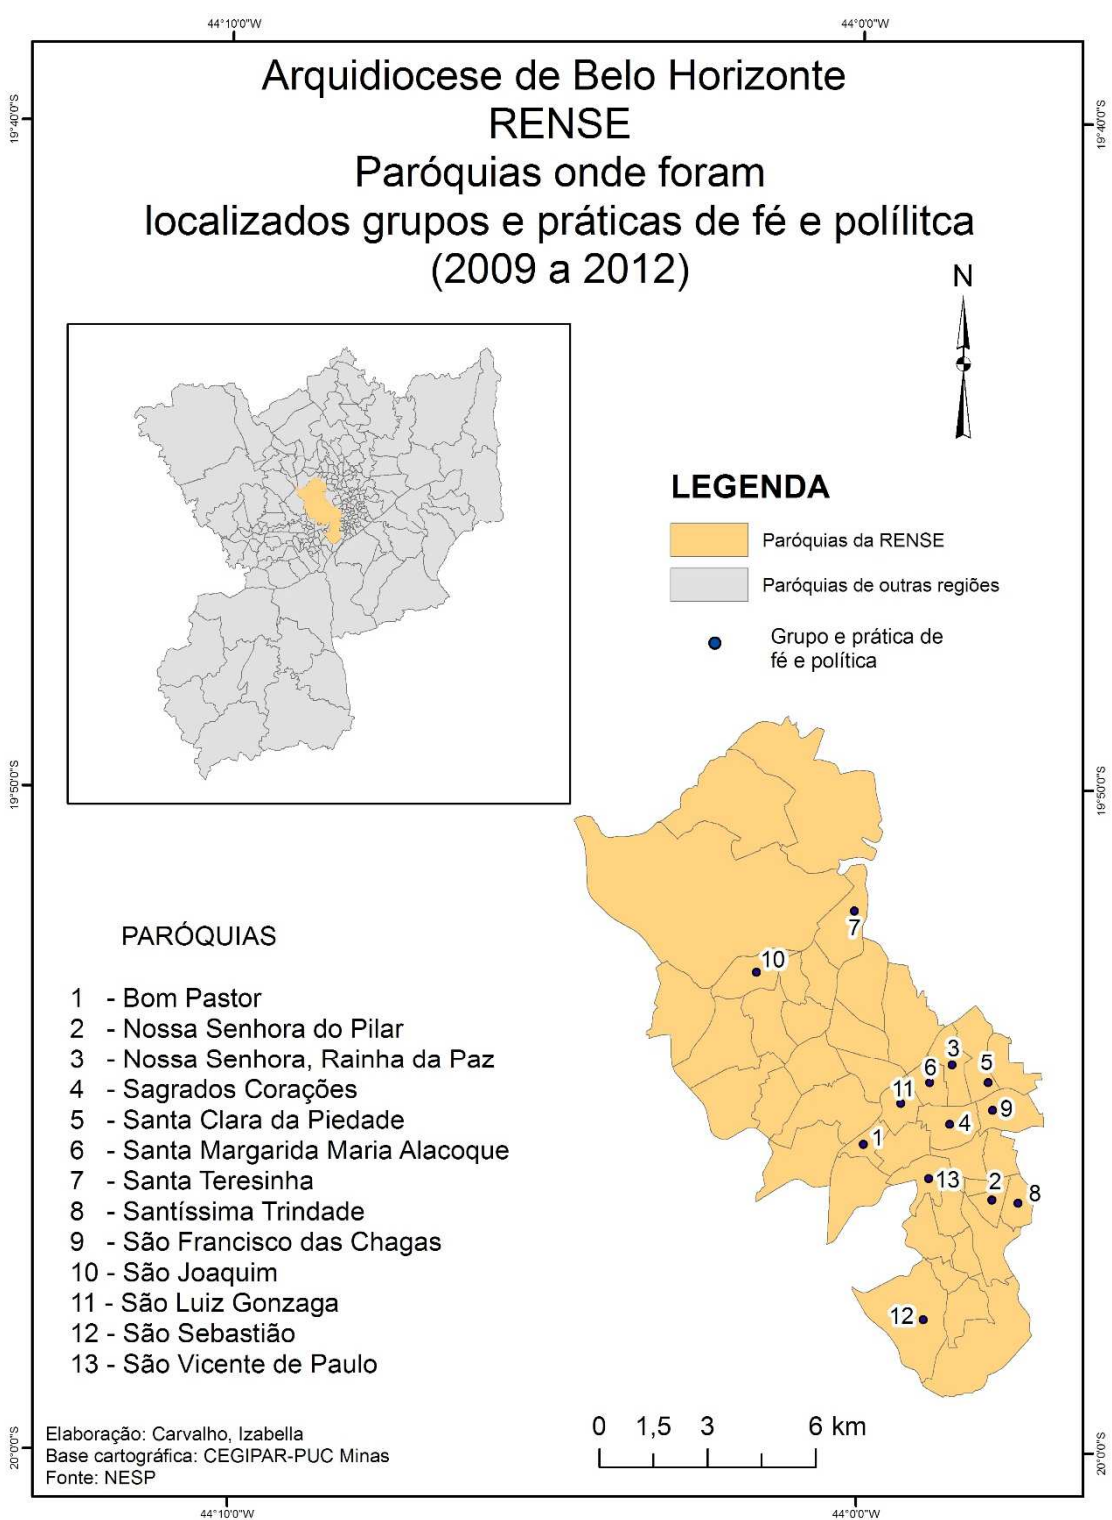 44°10'0"W
44°0'0"W
Arquidiocese de Belo Horizonte
RENSE
Paróquias onde foram
localizados grupos e práticas de fé e polílitca
(2009 a 2012)
19°40'0"S
19°40'0"S
N
LEGENDA
Paróquias da RENSE
Paróquias de outras regiões
Grupo e prática de
fé e política
19°50'0"S
19°50'0"S
7
10
3
6
5
11
9
4
1
13
2
8
12
PARÓQUIAS
1 - Bom Pastor
2 - Nossa Senhora do Pilar
3 - Nossa Senhora, Rainha da Paz
4 - Sagrados Corações
5 - Santa Clara da Piedade
6 - Santa Margarida Maria Alacoque
7 - Santa Teresinha
8 - Santíssima Trindade
9 - São Francisco das Chagas
10 - São Joaquim
11 - São Luiz Gonzaga
12 - São Sebastião
13 - São Vicente de Paulo
0 1,5 3 6 km
Elaboração: Carvalho, Izabella
Base cartográfica: CEGIPAR-PUC Minas
Fonte: NESP
20°0'0"S
20°0'0"S
44°10'0"W
44°0'0"W